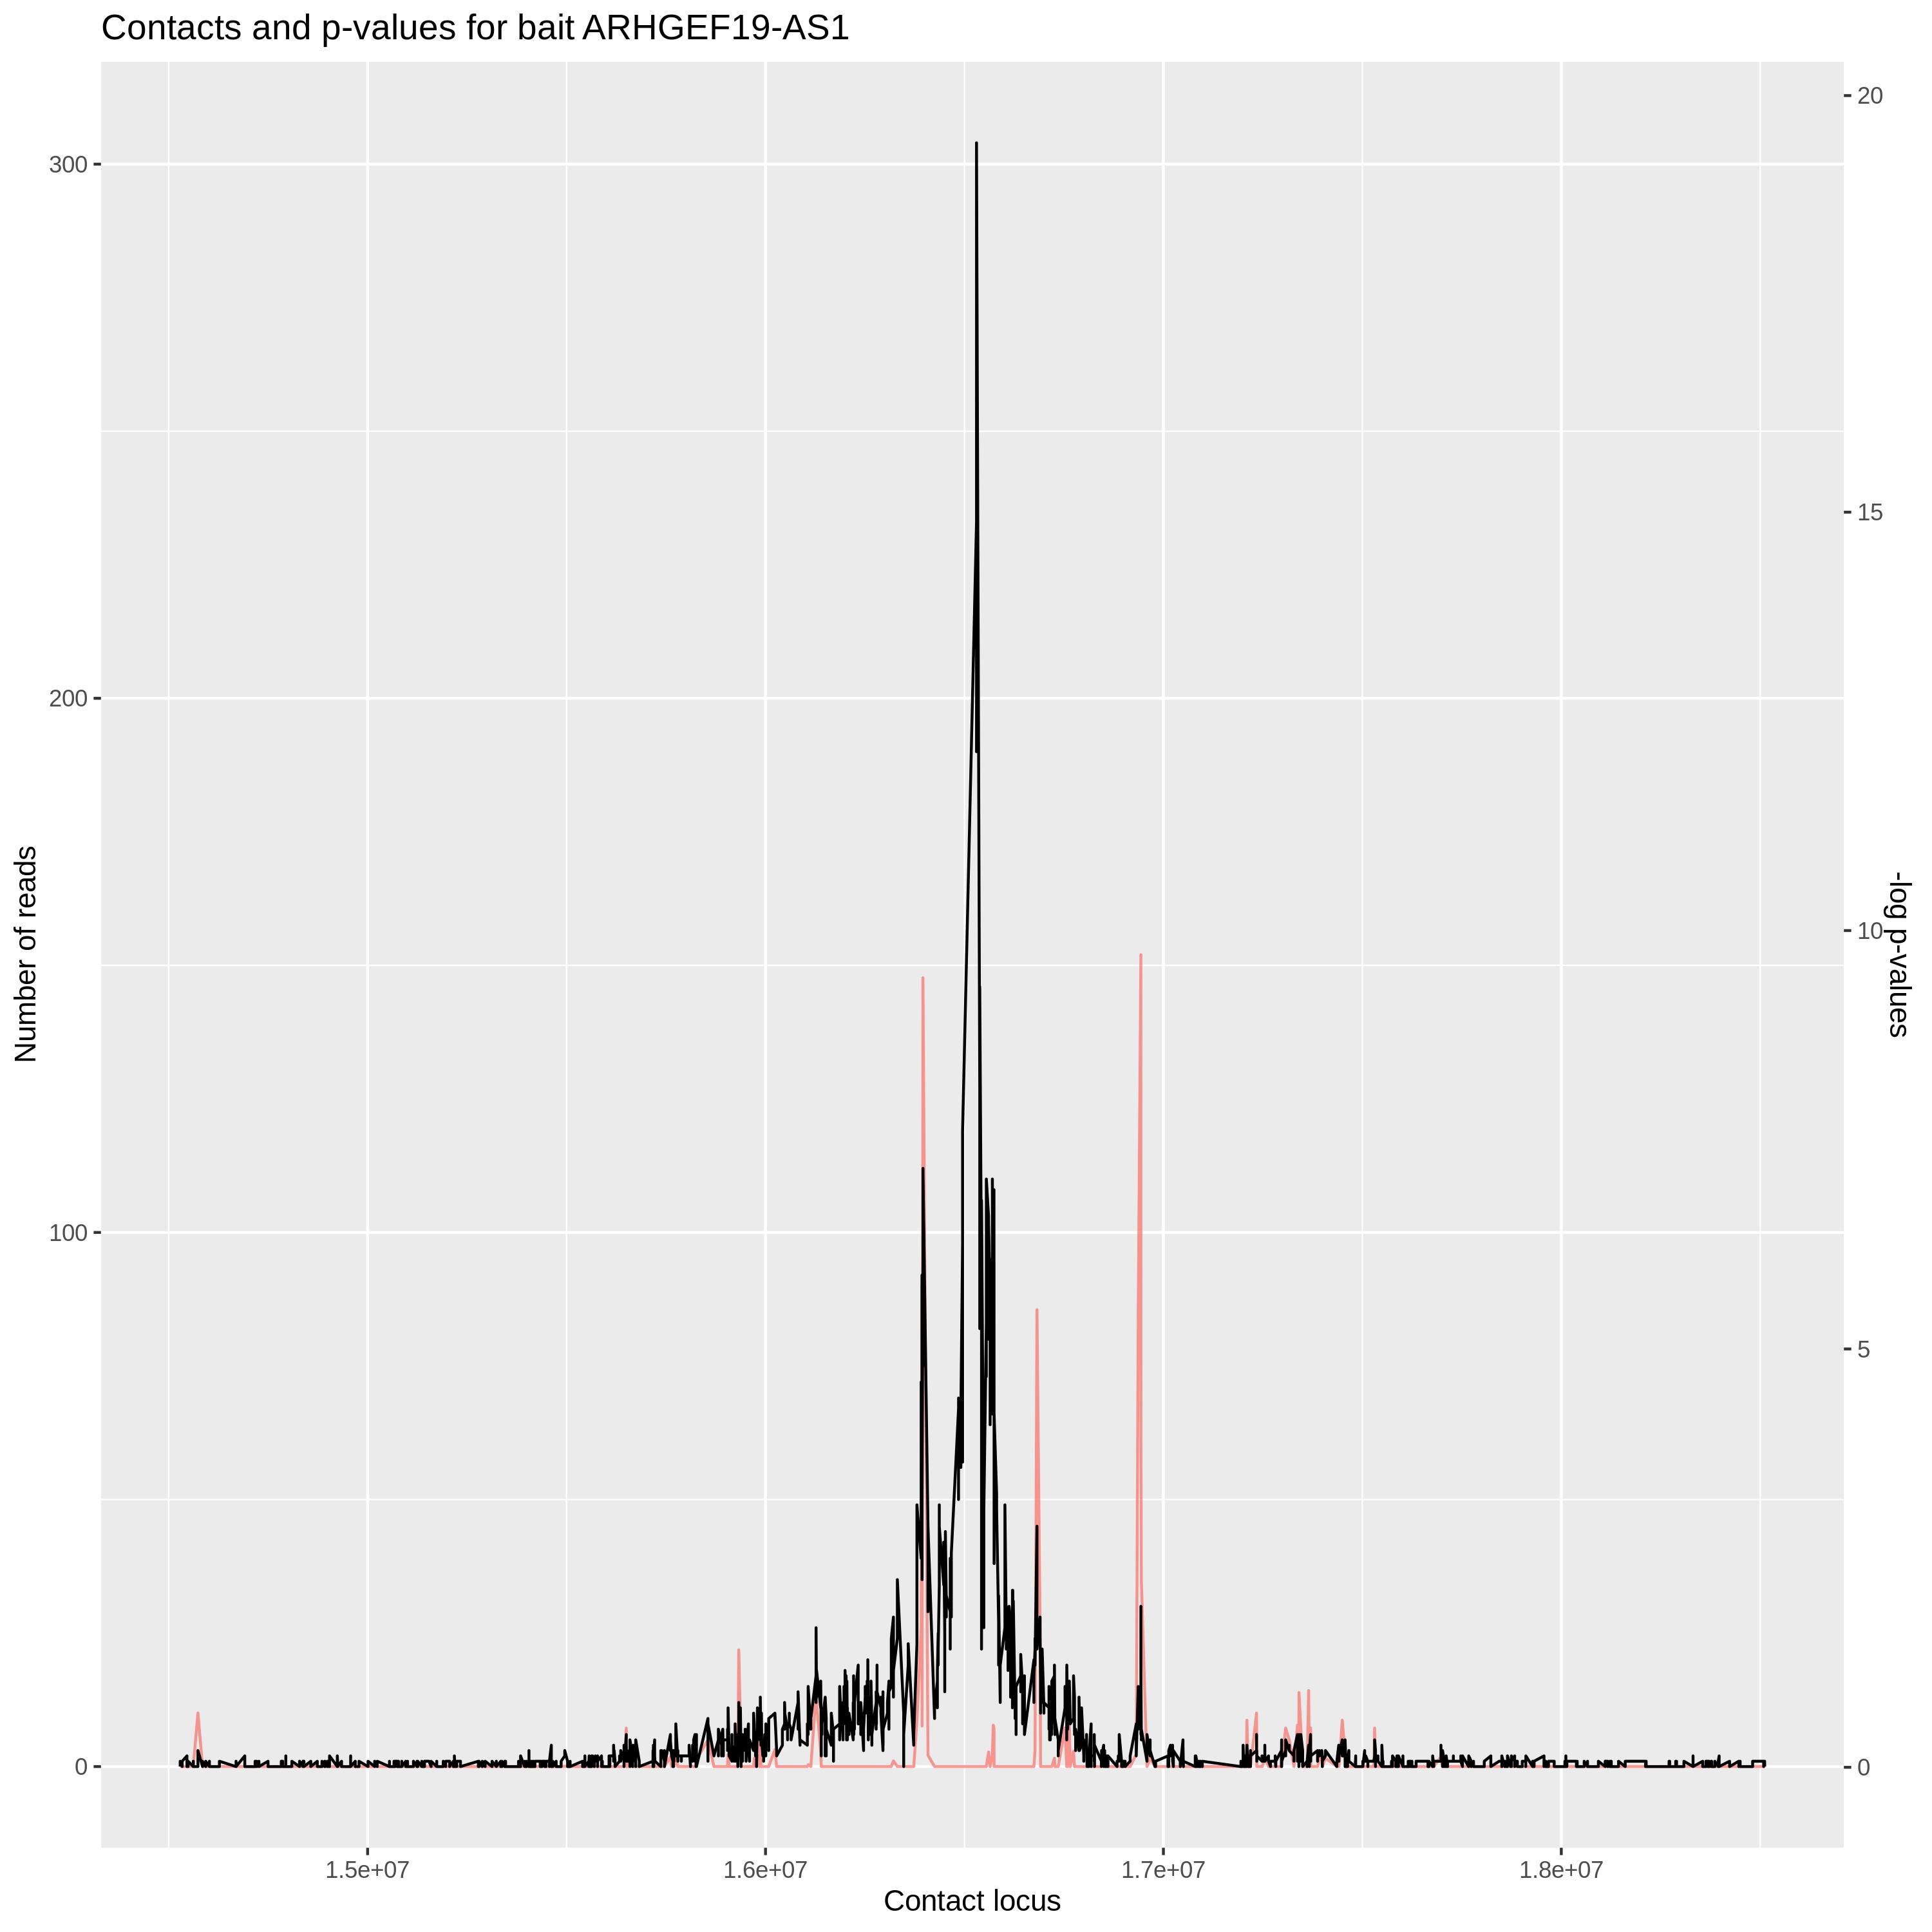 Contacts and p-values for bait ARHGEF19-AS1
300
200
100
0
Number of reads
20
15
10
5
0
-log p-values
1.5e+07
1.6e+07
1.7e+07
1.8e+07
Contact locus